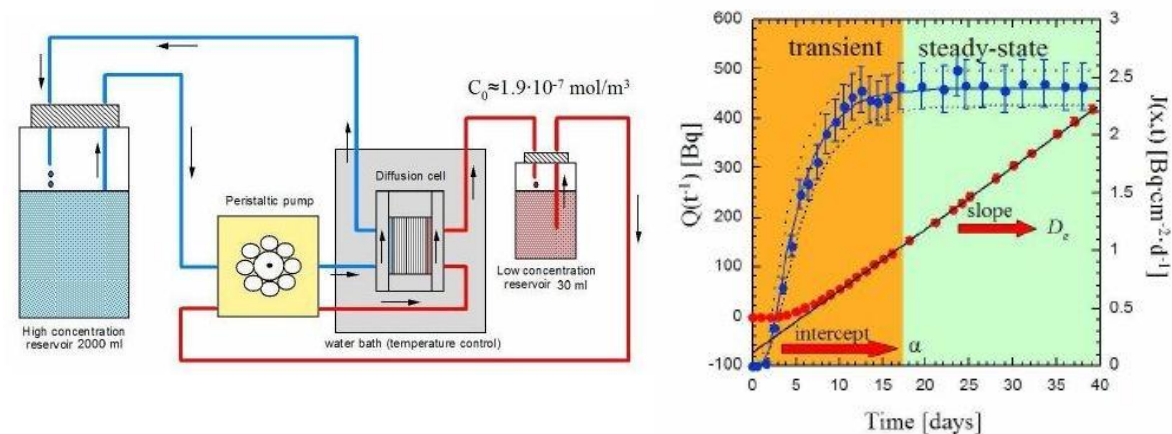 C₀≈1.9·10⁻⁷ mol/m³
Peristaltic pump
Diffusion cell
Low concentration
reservoir 30 ml
High concentration
reservoir 2000 ml
water bath (temperature control)
transient
steady-state
slope
Dₑ
intercept
α
Q(t⁻¹) [Bq]
600
500
400
300
200
100
0
-100
J(x,t) [Bq·cm⁻²·d⁻¹]
3
2.5
2
1.5
1
0.5
0
0 5 10 15 20 25 30 35 40
Time [days]